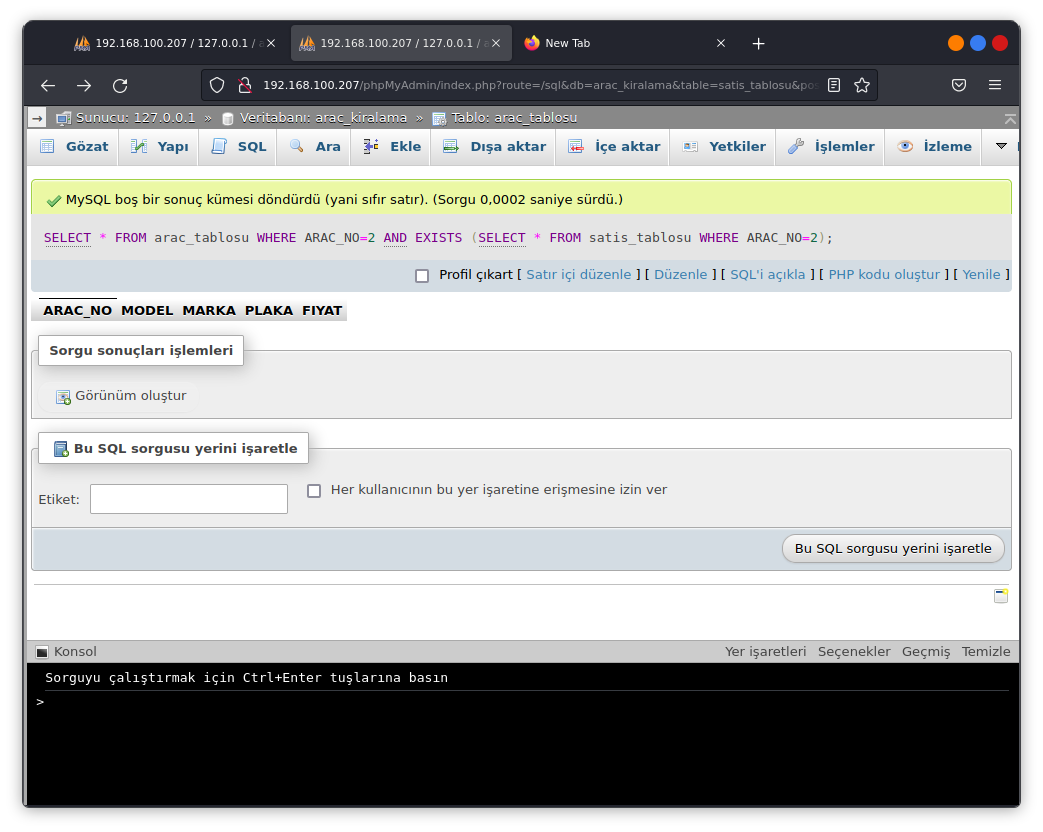 192.168.100.207 / 127.0.0.1 / a
192.168.100.207 / 127.0.0.1 / a
New Tab
192.168.100.207/phpMyAdmin/index.php?route=/sql&db=arac_kiralama&table=satis_tablosu&pos
Sunucu: 127.0.0.1 » Veritabanı: arac_kiralama » Tablo: arac_tablosu
Gözat Yapı SQL Ara Ekle Dışa aktar İçe aktar Yetkiler İşlemler İzleme
MySQL boş bir sonuç kümesi döndürdü (yani sıfır satır). (Sorgu 0,0002 saniye sürdü.)
SELECT * FROM arac_tablosu WHERE ARAC_NO=2 AND EXISTS (SELECT * FROM satis_tablosu WHERE ARAC_NO=2);
Profil çıkart [ Satır içi düzenle ] [ Düzenle ] [ SQL'i açıkla ] [ PHP kodu oluştur ] [ Yenile ]
ARAC_NO MODEL MARKA PLAKA FIYAT
Sorgu sonuçları işlemleri
Görünüm oluştur
Bu SQL sorgusu yerini işaretle
Etiket:
Her kullanıcının bu yer işaretine erişmesine izin ver
Bu SQL sorgusu yerini işaretle
Konsol
Yer işaretleri Seçenekler Geçmiş Temizle
Sorguyu çalıştırmak için Ctrl+Enter tuşlarına basın
>